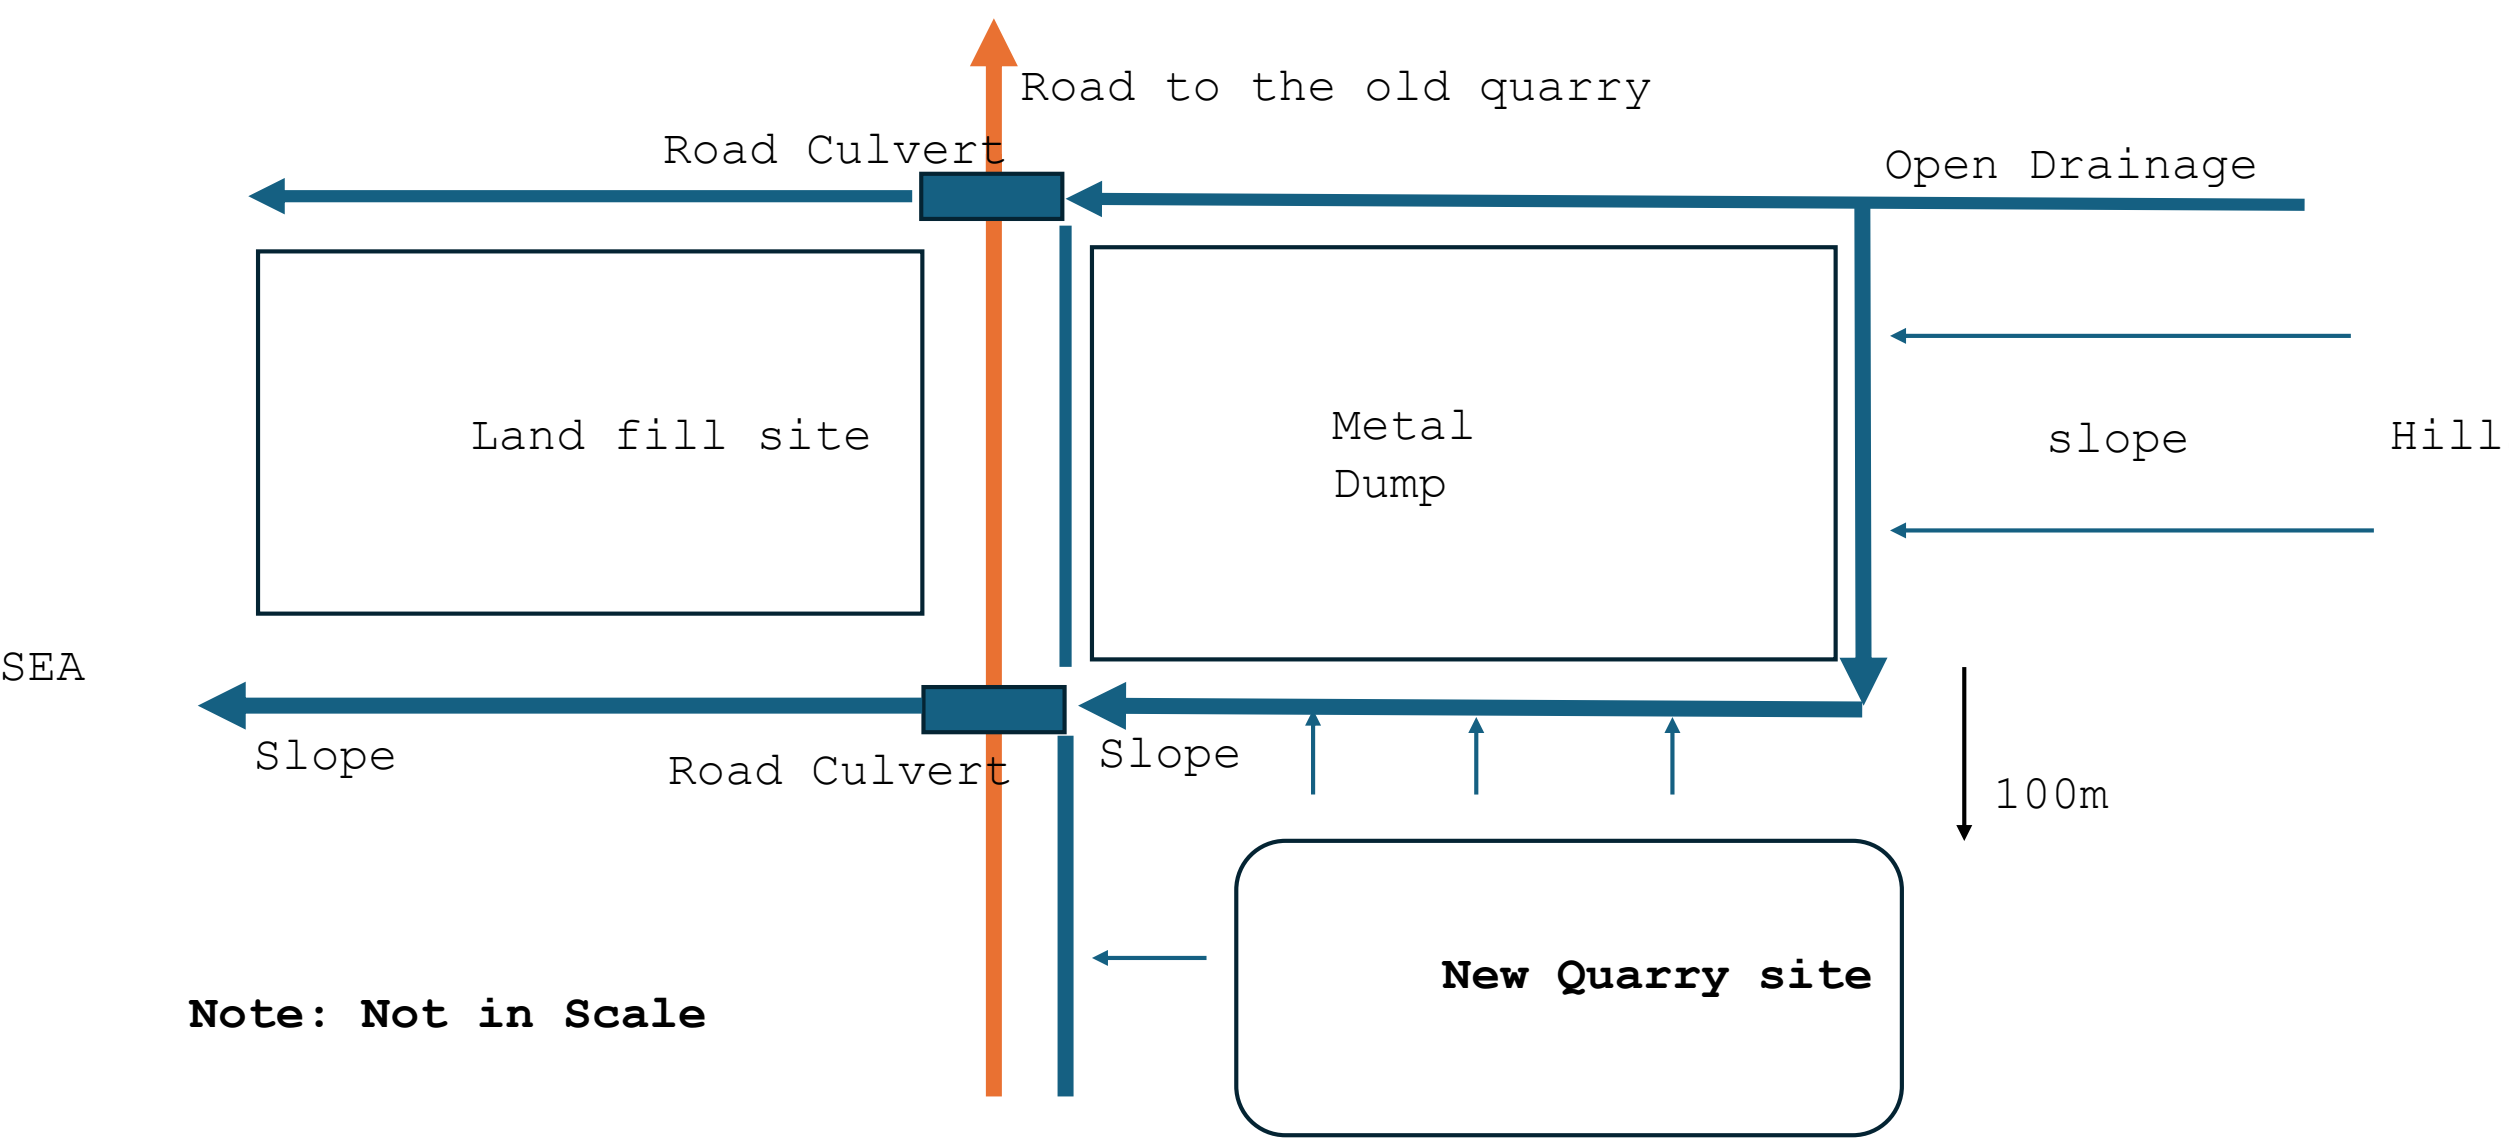 Road to the old quarry
Road Culvert
Open Drainage
Land fill site
Metal
Dump
slope
Hill
SEA
Slope
Road Culvert
Slope
100m
New Quarry site
Note: Not in Scale